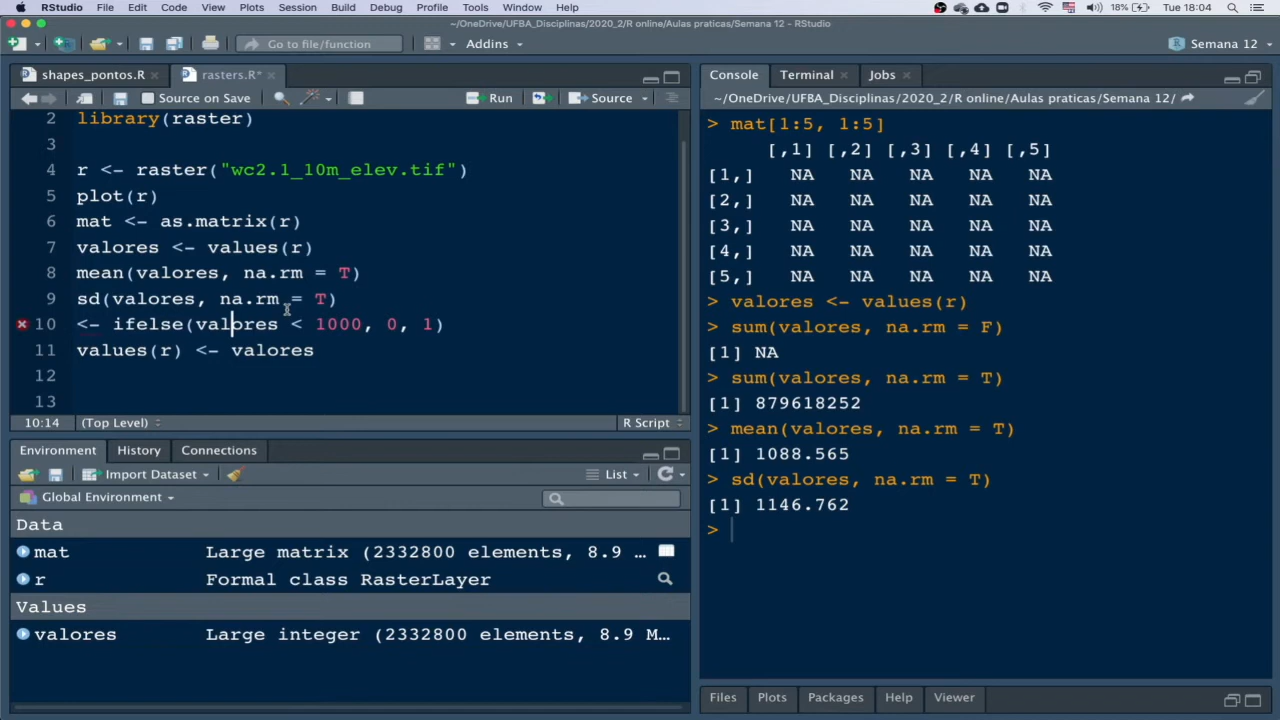 RStudio File Edit Code View Plots Session Build Debug Profile Tools Window Help 18% Tue 18:04
~/OneDrive/UFBA_Disciplinas/2020_2/R online/Aulas praticas/Semana 12 - RStudio
Go to file/function Addins Semana 12
shapes_pontos.R rasters.R*
Source on Save Run Source
2 library(raster)
3
4 r <- raster("wc2.1_10m_elev.tif")
5 plot(r)
6 mat <- as.matrix(r)
7 valores <- values(r)
8 mean(valores, na.rm = T)
9 sd(valores, na.rm = T)
10 <- ifelse(valores < 1000, 0, 1)
11 values(r) <- valores
12
13
10:14 (Top Level) R Script
Environment History Connections
Import Dataset List
Global Environment
Data
mat Large matrix (2332800 elements, 8.9 …
r Formal class RasterLayer
Values
valores Large integer (2332800 elements, 8.9 M…
Console Terminal Jobs
~/OneDrive/UFBA_Disciplinas/2020_2/R online/Aulas praticas/Semana 12/
> mat[1:5, 1:5]
[,1] [,2] [,3] [,4] [,5]
[1,] NA NA NA NA NA
[2,] NA NA NA NA NA
[3,] NA NA NA NA NA
[4,] NA NA NA NA NA
[5,] NA NA NA NA NA
> valores <- values(r)
> sum(valores, na.rm = F)
[1] NA
> sum(valores, na.rm = T)
[1] 879618252
> mean(valores, na.rm = T)
[1] 1088.565
> sd(valores, na.rm = T)
[1] 1146.762
>
Files Plots Packages Help Viewer